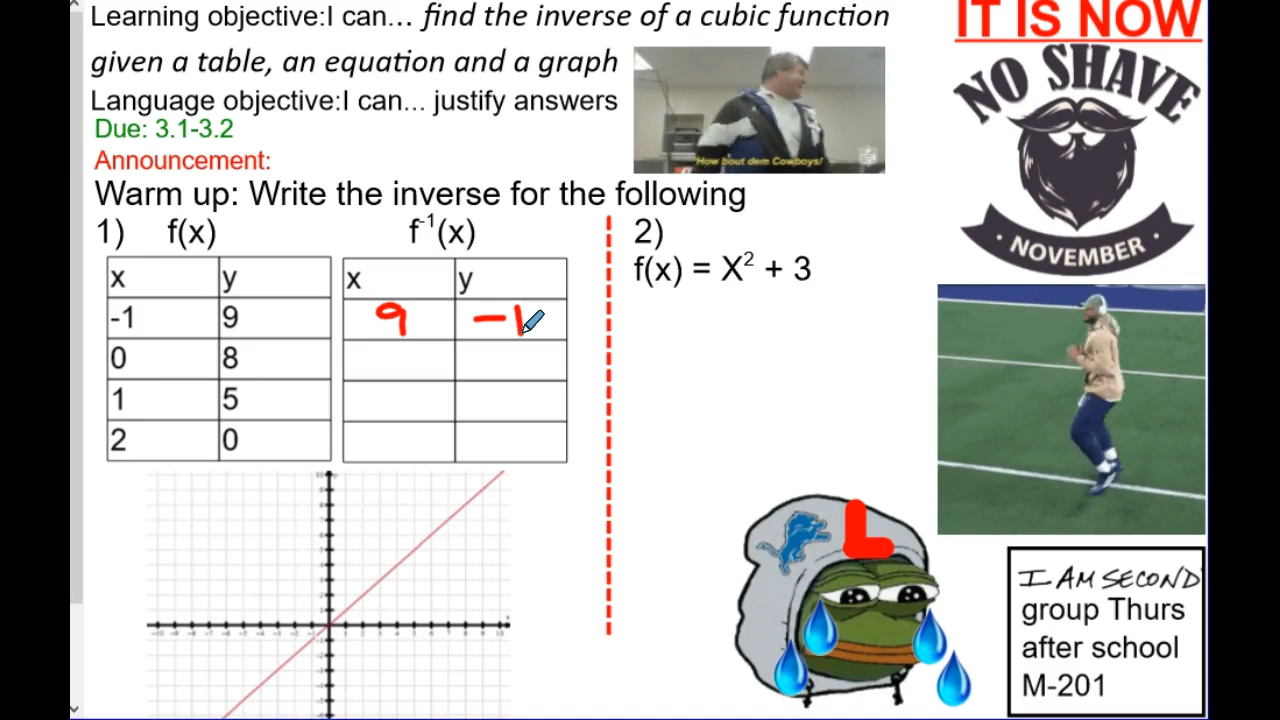 Learning objective:I can... find the inverse of a cubic function
given a table, an equation and a graph
Language objective:I can... justify answers
Due: 3.1-3.2
Announcement:
Warm up: Write the inverse for the following
1) f(x) f⁻¹(x)
x y x y
-1 9 9 -1
0 8
1 5
2 0
2)
f(x) = X² + 3
"How bout dem Cowboys!
NFL
IT IS NOW
NO SHAVE
NOVEMBER
L
I AM SECOND
group Thurs
after school
M-201